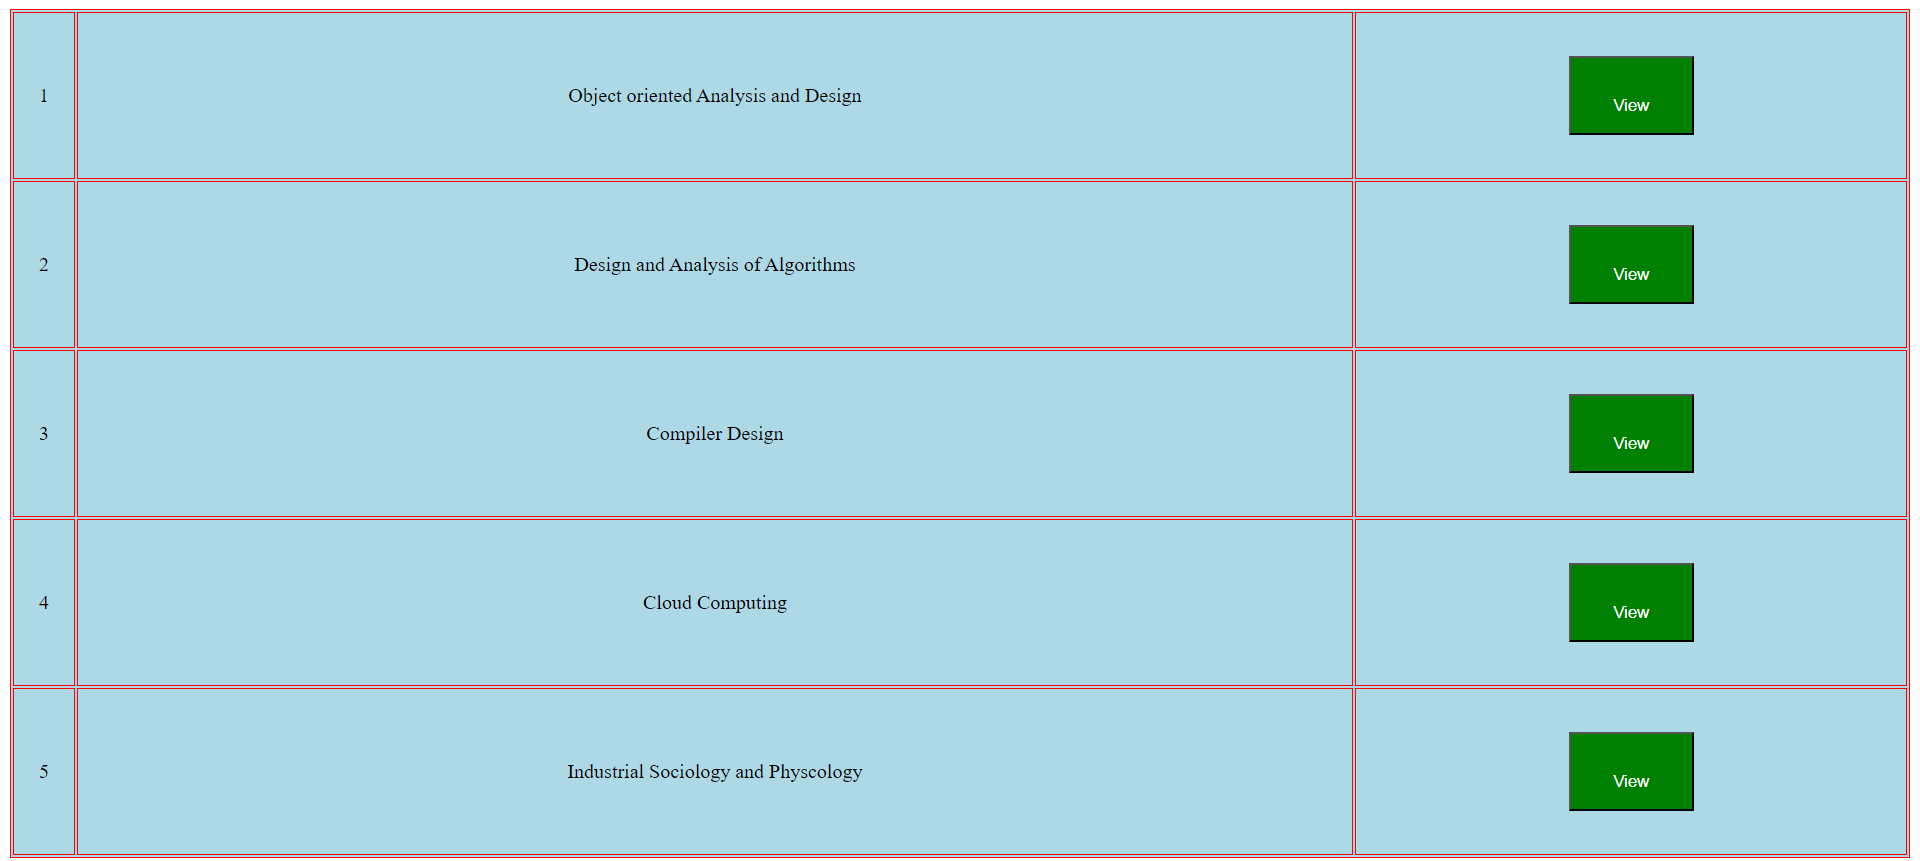 1 Object oriented Analysis and Design View
2 Design and Analysis of Algorithms View
3 Compiler Design View
4 Cloud Computing View
5 Industrial Sociology and Physcology View